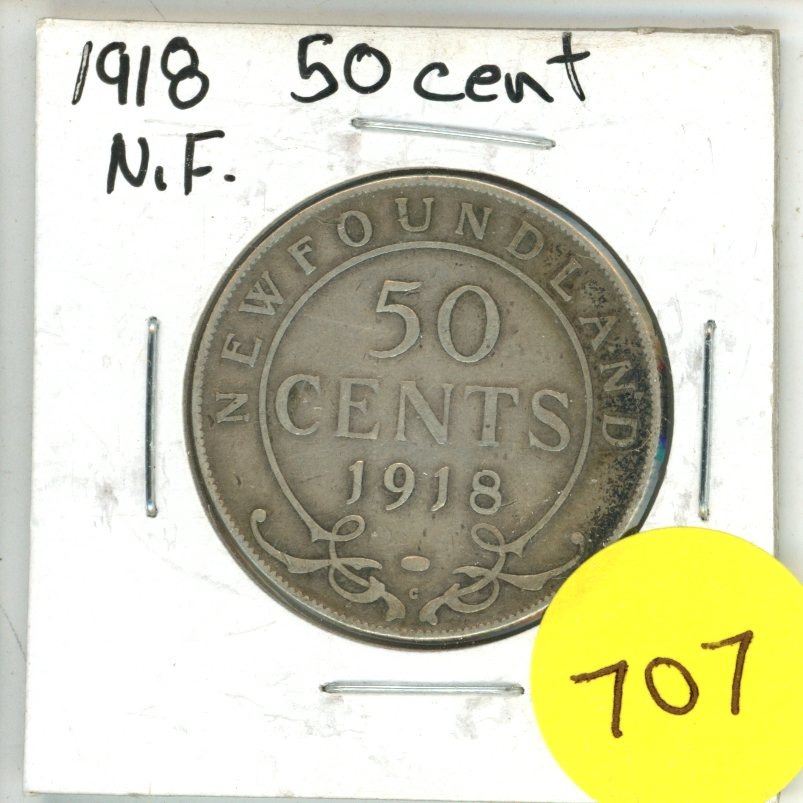 1918 50 cent
N.F.
NEWFOUNDLAND
50
CENTS
1918
C
707